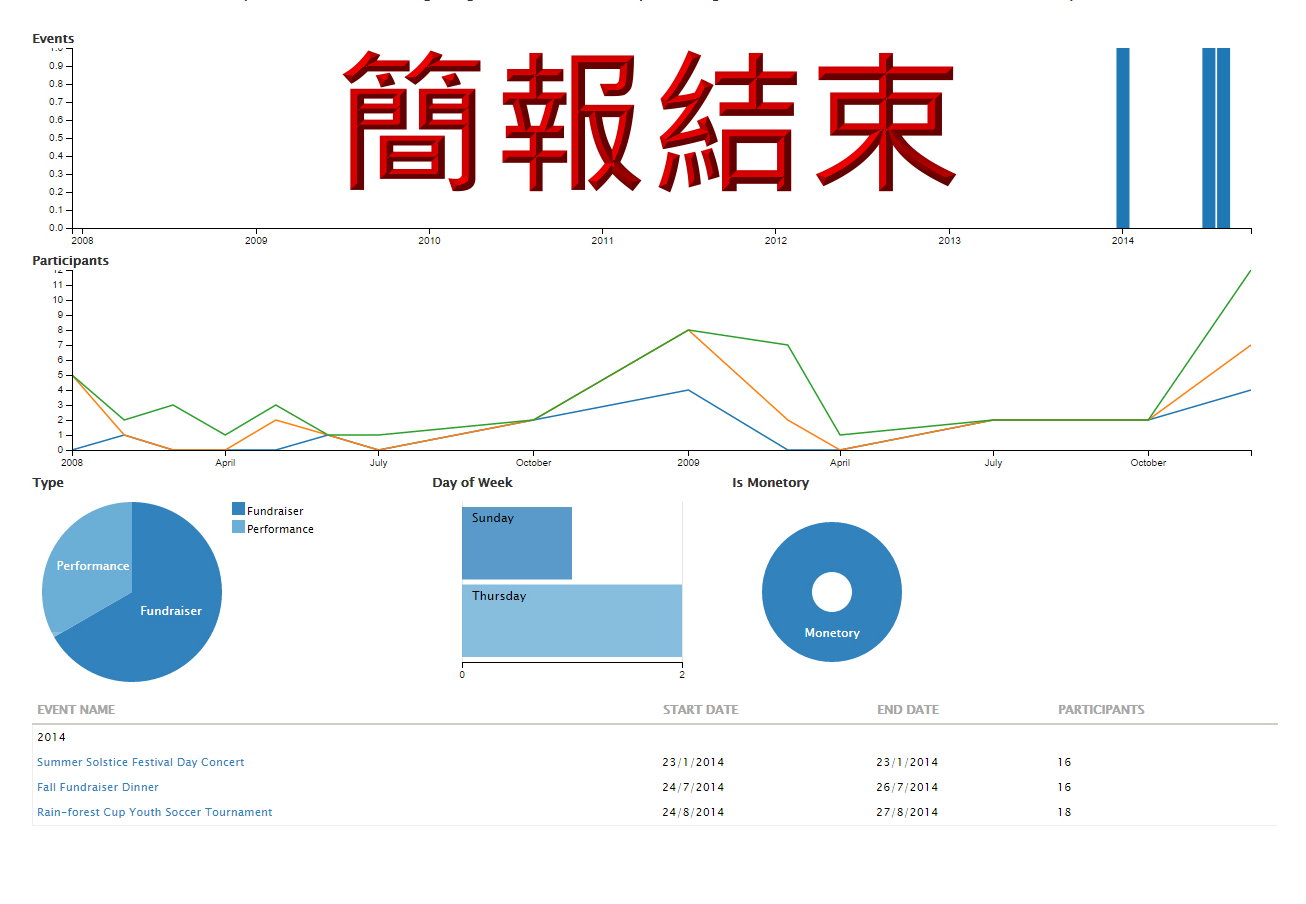 Events
簡報結束
1.0
0.9
0.8
0.7
0.6
0.5
0.4
0.3
0.2
0.1
0.0
2008 2009 2010 2011 2012 2013 2014
Participants
12
11
10
9
8
7
6
5
4
3
2
1
0
2008 April July October 2009 April July October
Type Day of Week Is Monetory
Fundraiser
Performance
Performance
Fundraiser
Sunday
Thursday
0 2
Monetory
EVENT NAME START DATE END DATE PARTICIPANTS
2014
Summer Solstice Festival Day Concert 23/1/2014 23/1/2014 16
Fall Fundraiser Dinner 24/7/2014 26/7/2014 16
Rain-forest Cup Youth Soccer Tournament 24/8/2014 27/8/2014 18